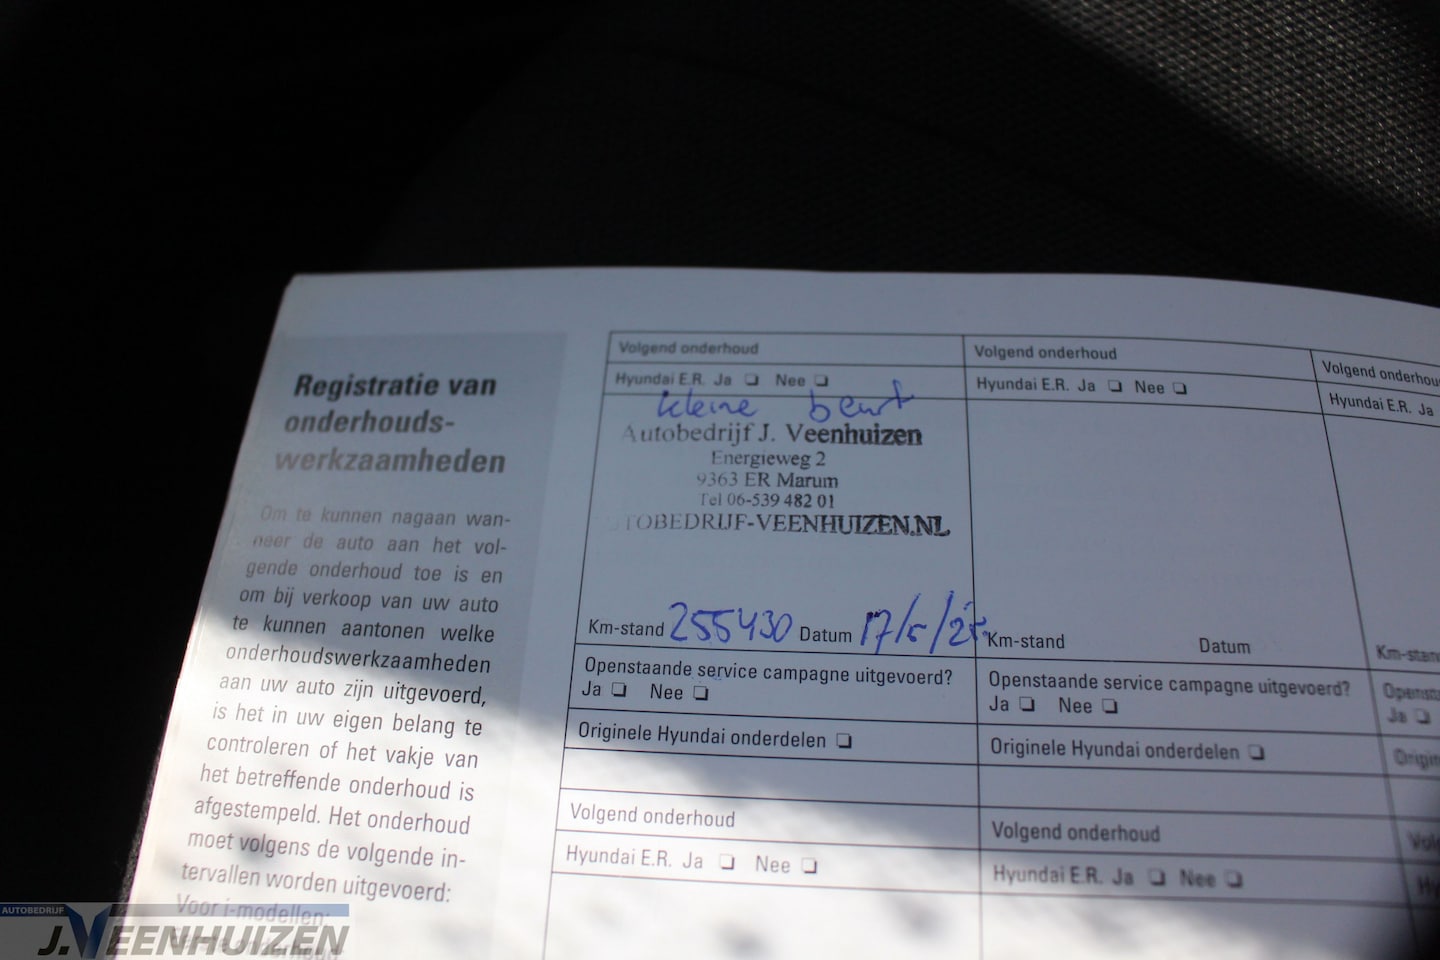 Registratie van
onderhouds-
werkzaamheden
Om te kunnen nagaan wan-
neer de auto aan het vol-
gende onderhoud toe is en
om bij verkoop van uw auto
te kunnen aantonen welke
onderhoudswerkzaamheden
aan uw auto zijn uitgevoerd,
is het in uw eigen belang te
controleren of het vakje van
het betreffende onderhoud is
afgestempeld. Het onderhoud
moet volgens de volgende in-
tervallen worden uitgevoerd:
Voor i-modellen:
Volgend onderhoud
Hyundai E.R. Ja ❏ Nee ❏
kleine beurt
Autobedrijf J. Veenhuizen
Energieweg 2
9363 ER Marum
Tel 06-539 482 01
TOBEDRIJF-VEENHUIZEN.NL
Km-stand 255430 Datum 17/5/25
Openstaande service campagne uitgevoerd?
Ja ❏ Nee ❏
Originele Hyundai onderdelen ❏
Volgend onderhoud
Hyundai E.R. Ja ❏ Nee ❏
Volgend onderhoud
Hyundai E.R. Ja ❏ Nee ❏
Km-stand Datum
Openstaande service campagne uitgevoerd?
Ja ❏ Nee ❏
Originele Hyundai onderdelen ❏
Volgend onderhoud
Hyundai E.R. Ja ❏ Nee ❏
Volgend onderhou
Hyundai E.R. Ja
Km-stan
Openst
Ja ❏
Origin
AUTOBEDRIJF
J.VEENHUIZEN